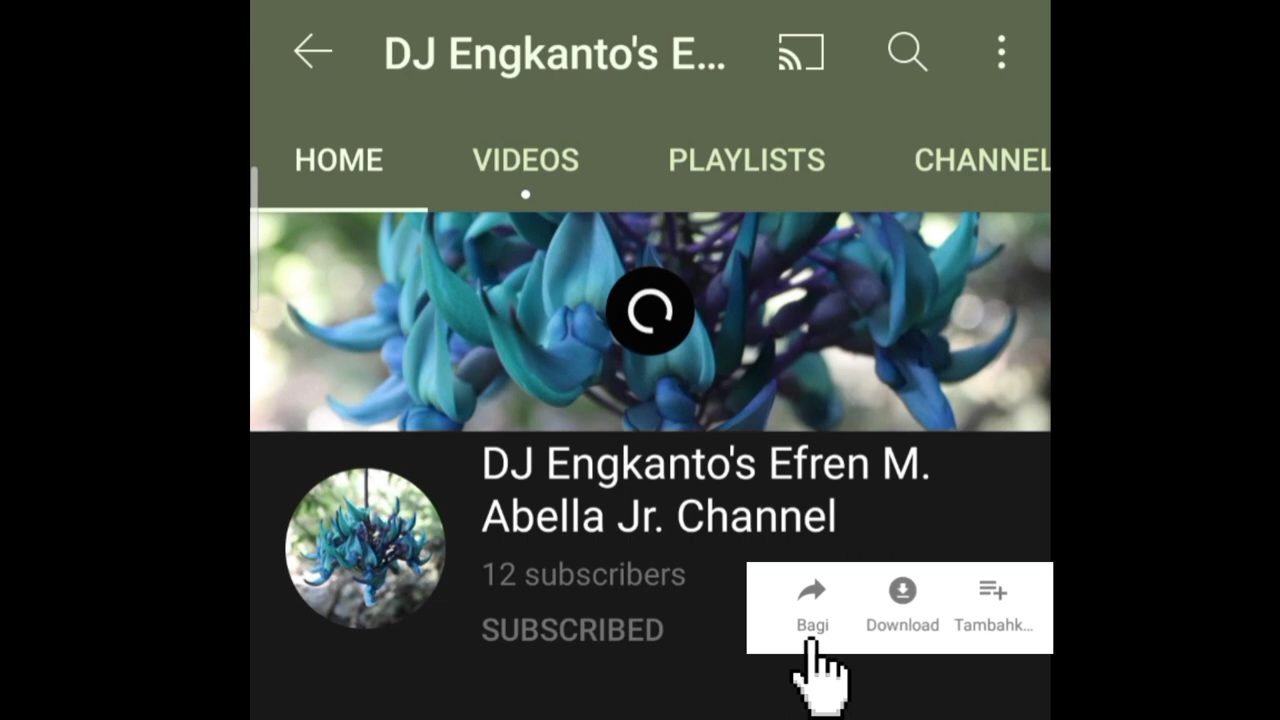 DJ Engkanto's E...
HOME VIDEOS PLAYLISTS CHANNEL
DJ Engkanto's Efren M.
Abella Jr. Channel
12 subscribers
SUBSCRIBED
Bagi Download Tambahk...